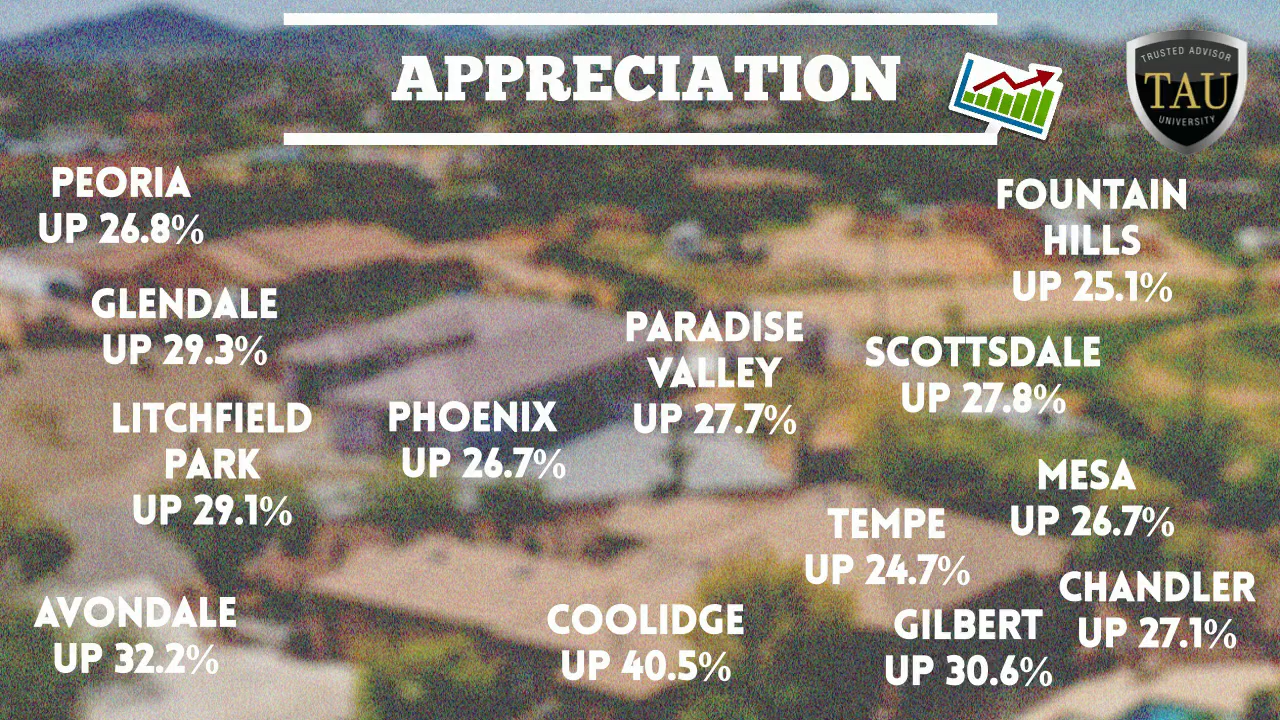 APPRECIATION
TRUSTED ADVISOR
TAU
UNIVERSITY
PEORIA
UP 26.8%
FOUNTAIN
HILLS
UP 25.1%
GLENDALE
UP 29.3%
PARADISE
VALLEY
UP 27.7%
SCOTTSDALE
UP 27.8%
LITCHFIELD
PARK
UP 29.1%
PHOENIX
UP 26.7%
MESA
UP 26.7%
TEMPE
UP 24.7%
CHANDLER
UP 27.1%
AVONDALE
UP 32.2%
COOLIDGE
UP 40.5%
GILBERT
UP 30.6%